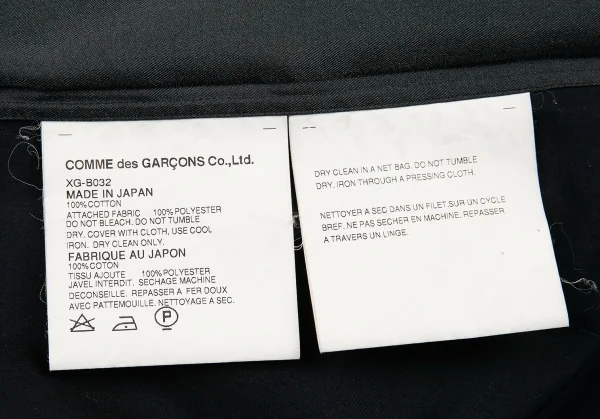 COMME des GARÇONS Co.,Ltd.
XG-B032
MADE IN JAPAN
100%COTTON
ATTACHED FABRIC 100%POLYESTER
DO NOT BLEACH. DO NOT TUMBLE
DRY. COVER WITH CLOTH, USE COOL
IRON. DRY CLEAN ONLY.
FABRIQUE AU JAPON
100%COTON
TISSU AJOUTE 100%POLYESTER
JAVEL INTERDIT. SECHAGE MACHINE
DECONSEILLE. REPASSER A FER DOUX
AVEC PATTEMOUILLE. NETTOYAGE A SEC.
P
DRY CLEAN IN A NET BAG. DO NOT TUMBLE
DRY. IRON THROUGH A PRESSING CLOTH.
NETTOYER A SEC DANS UN FILET, SUR UN CYCLE
BREF. NE PAS SECHER EN MACHINE. REPASSER
A TRAVERS UN LINGE.